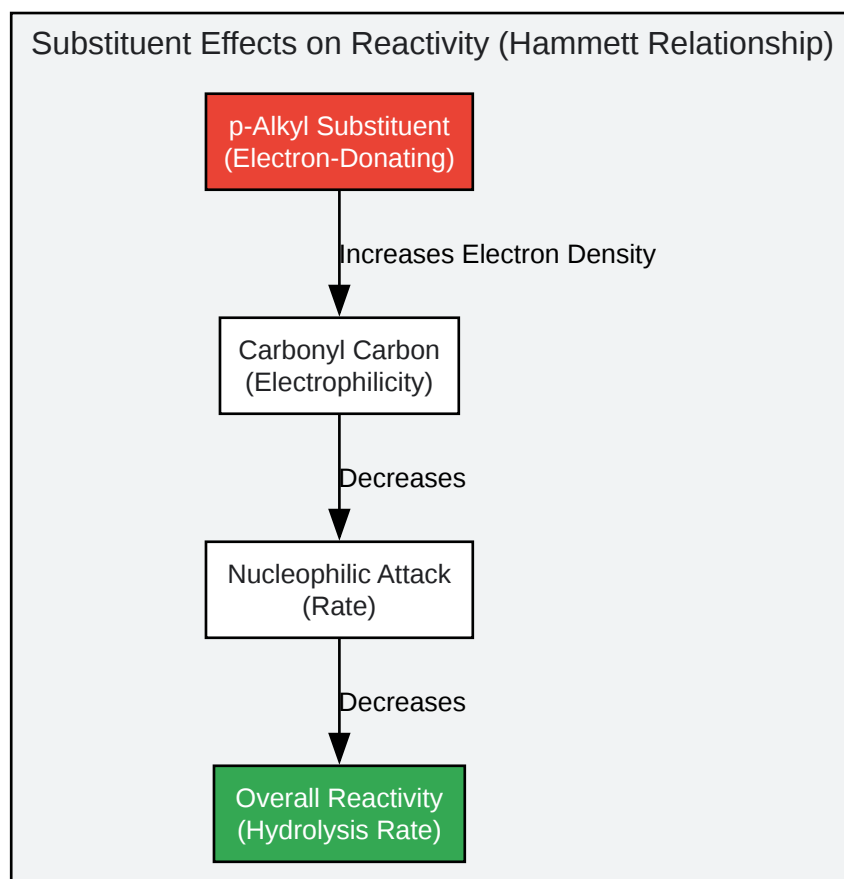 Substituent Effects on Reactivity (Hammett Relationship)
p-Alkyl Substituent
(Electron-Donating)
Increases Electron Density
Carbonyl Carbon
(Electrophilicity)
Decreases
Nucleophilic Attack
(Rate)
Decreases
Overall Reactivity
(Hydrolysis Rate)